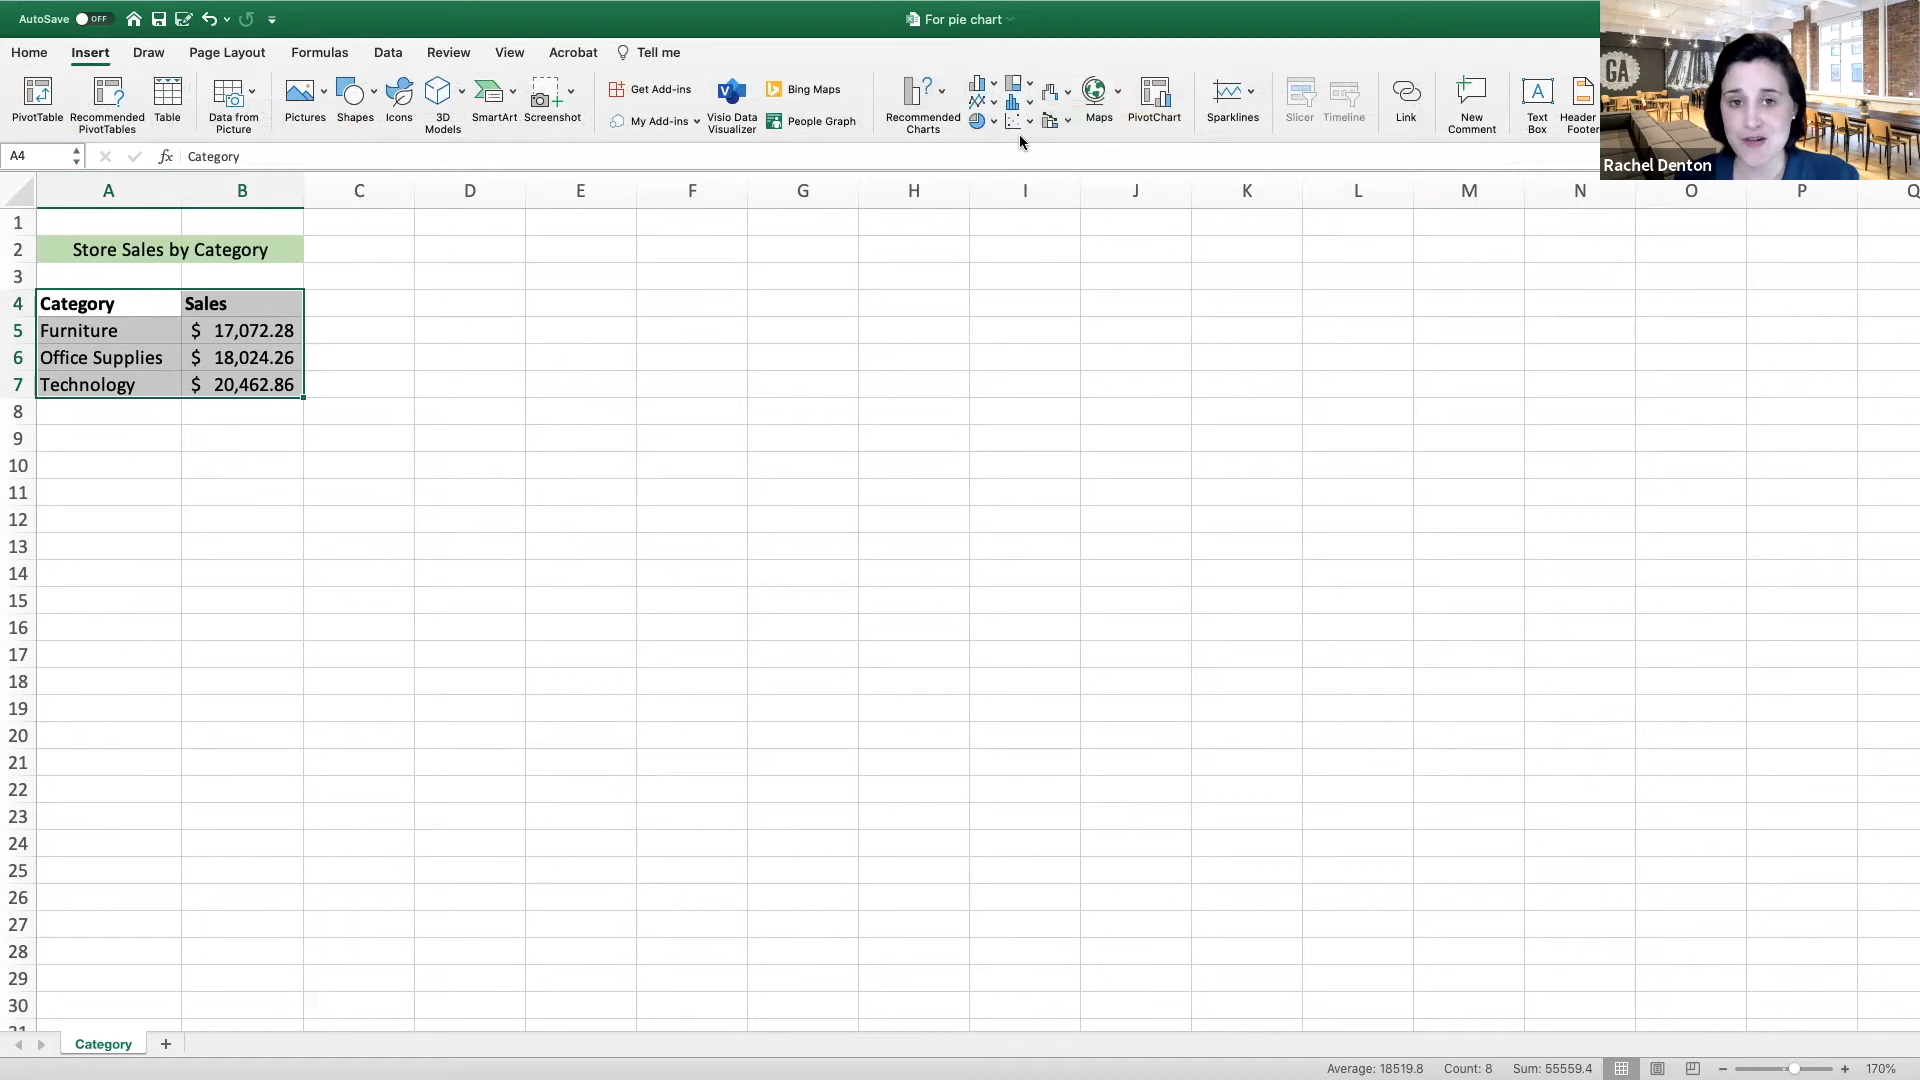 AutoSave OFF
For pie chart
Home Insert Draw Page Layout Formulas Data Review View Acrobat Tell me
PivotTable
Recommended
PivotTables
Table
Data from
Picture
Pictures
Shapes
Icons
3D
Models
SmartArt
Screenshot
Get Add-ins
My Add-ins
Visio Data
Visualizer
Bing Maps
People Graph
Recommended
Charts
Maps
PivotChart
Sparklines
Slicer
Timeline
Link
New
Comment
Text
Box
Header
Footer
GA
Rachel Denton
A4 fx Category
A B C D E F G H I J K L M N O P Q
1
2 Store Sales by Category
3
4 Category Sales
5 Furniture $ 17,072.28
6 Office Supplies $ 18,024.26
7 Technology $ 20,462.86
8
9
10
11
12
13
14
15
16
17
18
19
20
21
22
23
24
25
26
27
28
29
30
31
Category +
Average: 18519.8 Count: 8 Sum: 55559.4 170%